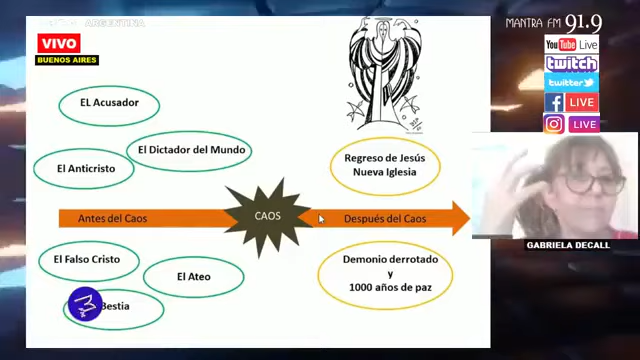 ARGENTINA
MANTRA FM 91.9
VIVO
BUENOS AIRES
YouTube Live
twitch
twitter
LIVE
LIVE
EL Acusador
El Dictador del Mundo
El Anticristo
Regreso de Jesús
Nueva Iglesia
Antes del Caos
CAOS
Después del Caos
GABRIELA DECALL
El Falso Cristo
El Ateo
Bestia
Demonio derrotado
y
1000 años de paz